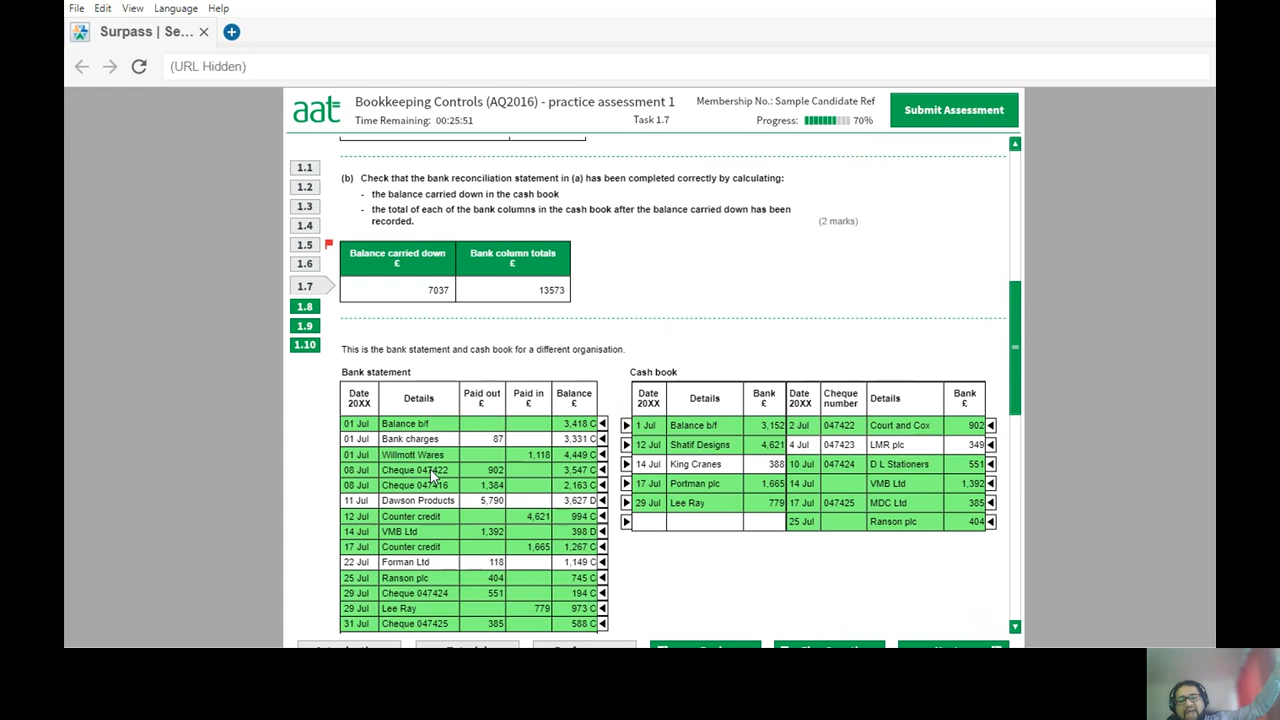 File Edit View Language Help
Surpass | Se...
(URL Hidden)
aat Bookkeeping Controls (AQ2016) - practice assessment 1 Membership No.: Sample Candidate Ref Submit Assessment
Time Remaining: 00:25:51 Task 1.7 Progress: 70%
1.1
1.2
1.3
1.4
1.5
1.6
1.7
1.8
1.9
1.10
(b) Check that the bank reconciliation statement in (a) has been completed correctly by calculating:
- the balance carried down in the cash book
- the total of each of the bank columns in the cash book after the balance carried down has been
recorded. (2 marks)
Balance carried down £ Bank column totals £
7037 13573
This is the bank statement and cash book for a different organisation.
Bank statement
Date 20XX Details Paid out £ Paid in £ Balance £
01 Jul Balance b/f 3,418 C
01 Jul Bank charges 87 3,331 C
01 Jul Willmott Wares 1,118 4,449 C
08 Jul Cheque 047422 902 3,547 C
08 Jul Cheque 047416 1,384 2,163 C
11 Jul Dawson Products 5,790 3,627 D
12 Jul Counter credit 4,621 994 C
14 Jul VMB Ltd 1,392 398 D
17 Jul Counter credit 1,665 1,267 C
22 Jul Forman Ltd 118 1,149 C
25 Jul Ranson plc 404 745 C
29 Jul Cheque 047424 551 194 C
29 Jul Lee Ray 779 973 C
31 Jul Cheque 047425 385 588 C
Cash book
Date 20XX Details Bank £ Date 20XX Cheque number Details Bank £
1 Jul Balance b/f 3,152 2 Jul 047422 Court and Cox 902
12 Jul Shatif Designs 4,621 4 Jul 047423 LMR plc 349
14 Jul King Cranes 388 10 Jul 047424 D L Stationers 551
17 Jul Portman plc 1,665 14 Jul VMB Ltd 1,392
29 Jul Lee Ray 779 17 Jul 047425 MDC Ltd 385
25 Jul Ranson plc 404